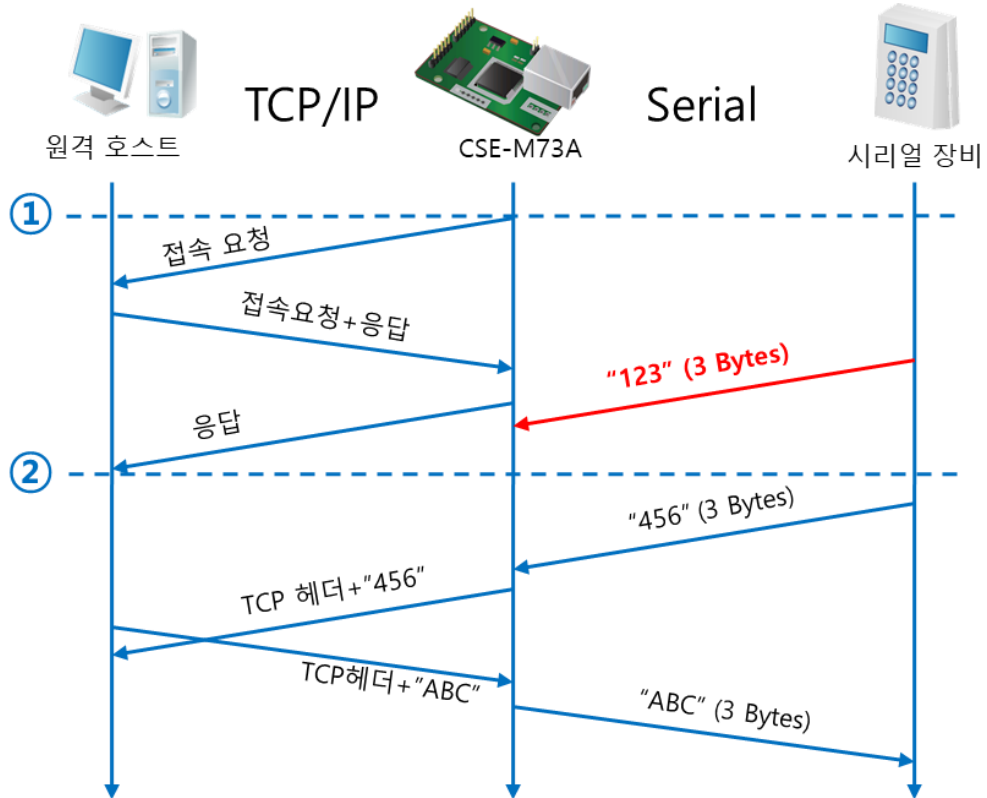 TCP/IP
Serial
원격 호스트
CSE-M73A
시리얼 장비
①
접속 요청
접속요청+응답
“123” (3 Bytes)
응답
②
“456” (3 Bytes)
TCP 헤더+”456”
TCP헤더+”ABC“
“ABC” (3 Bytes)